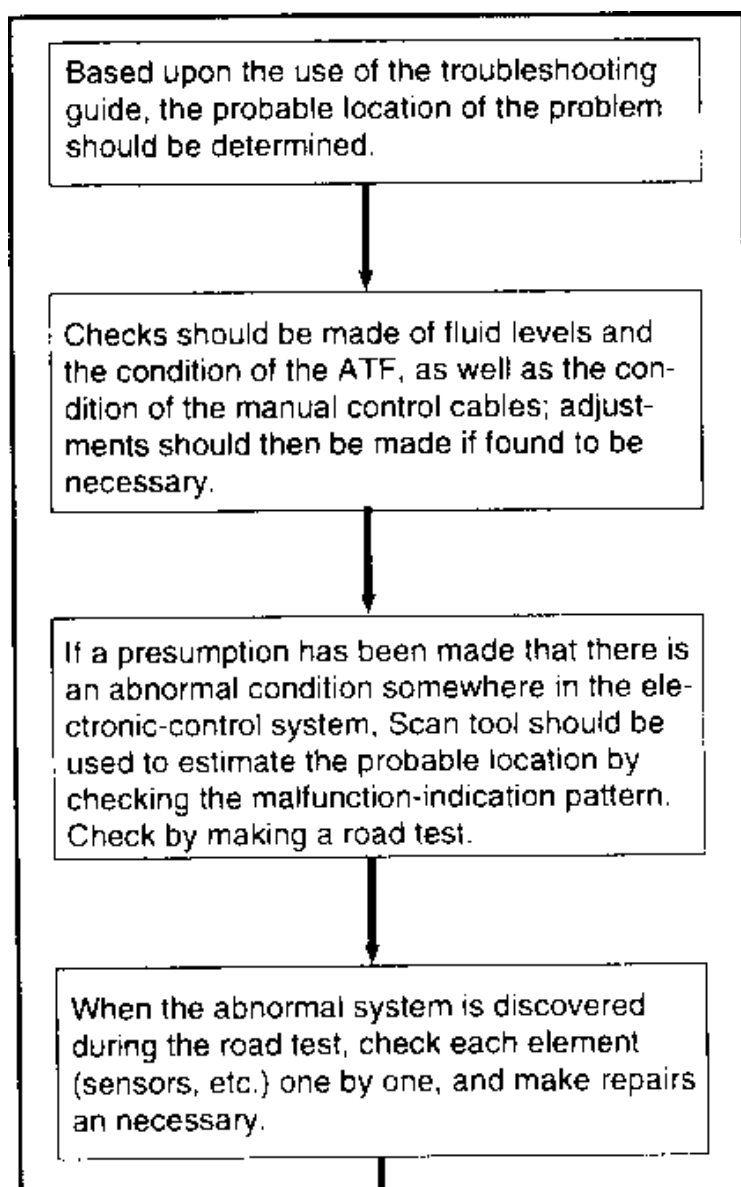 Based upon the use of the troubleshooting
guide, the probable location of the problem
should be determined.
Checks should be made of fluid levels and
the condition of the ATF, as well as the con-
dition of the manual control cables; adjust-
ments should then be made if found to be
necessary.
If a presumption has been made that there is
an abnormal condition somewhere in the ele-
ctronic-control system, Scan tool should be
used to estimate the probable location by
checking the malfunction-indication pattern.
Check by making a road test.
When the abnormal system is discovered
during the road test, check each element
(sensors, etc.) one by one, and make repairs
an necessary.